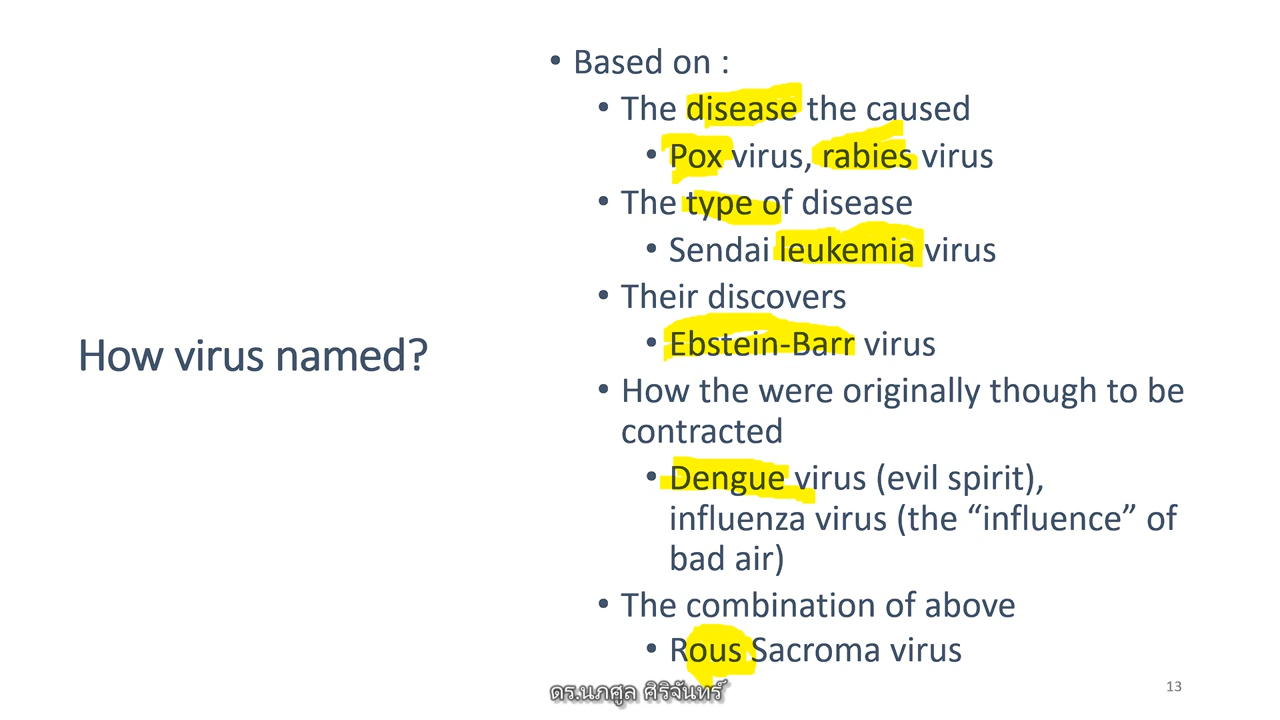 How virus named?
• Based on :
• The disease the caused
• Pox virus, rabies virus
• The type of disease
• Sendai leukemia virus
• Their discovers
• Ebstein-Barr virus
• How the were originally though to be
contracted
• Dengue virus (evil spirit),
influenza virus (the “influence” of
bad air)
• The combination of above
• Rous Sacroma virus
ดร.นภศูล ศิริจันทร์
13